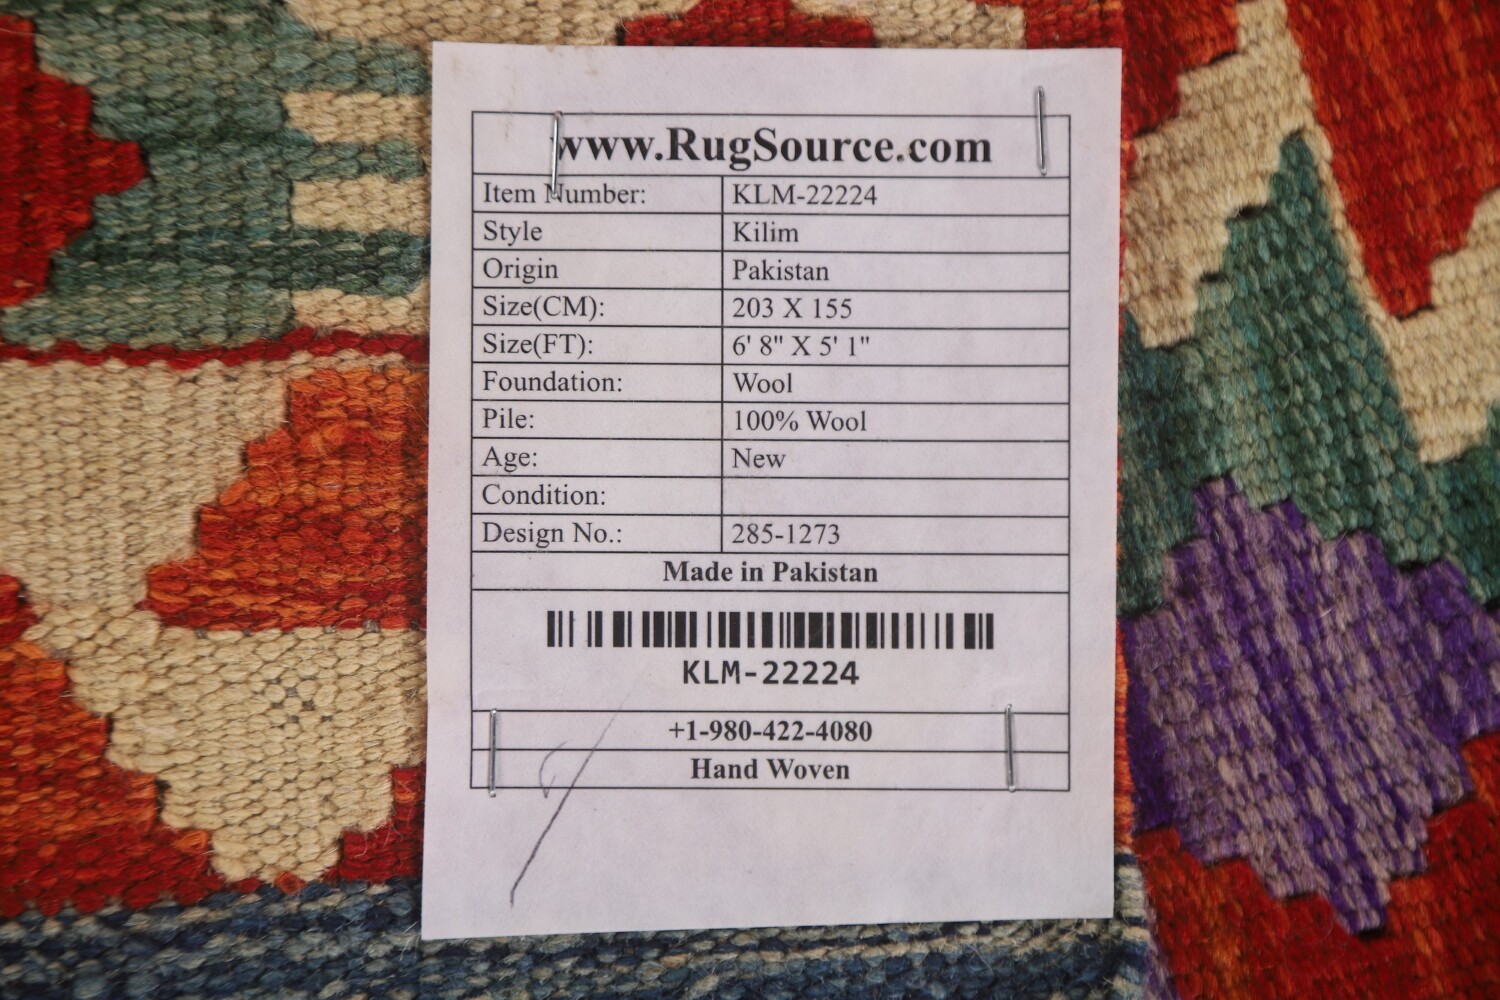 www.RugSource.com
Item Number: KLM-22224
Style Kilim
Origin Pakistan
Size(CM): 203 X 155
Size(FT): 6' 8" X 5' 1"
Foundation: Wool
Pile: 100% Wool
Age: New
Condition:
Design No.: 285-1273
Made in Pakistan
KLM-22224
+1-980-422-4080
Hand Woven